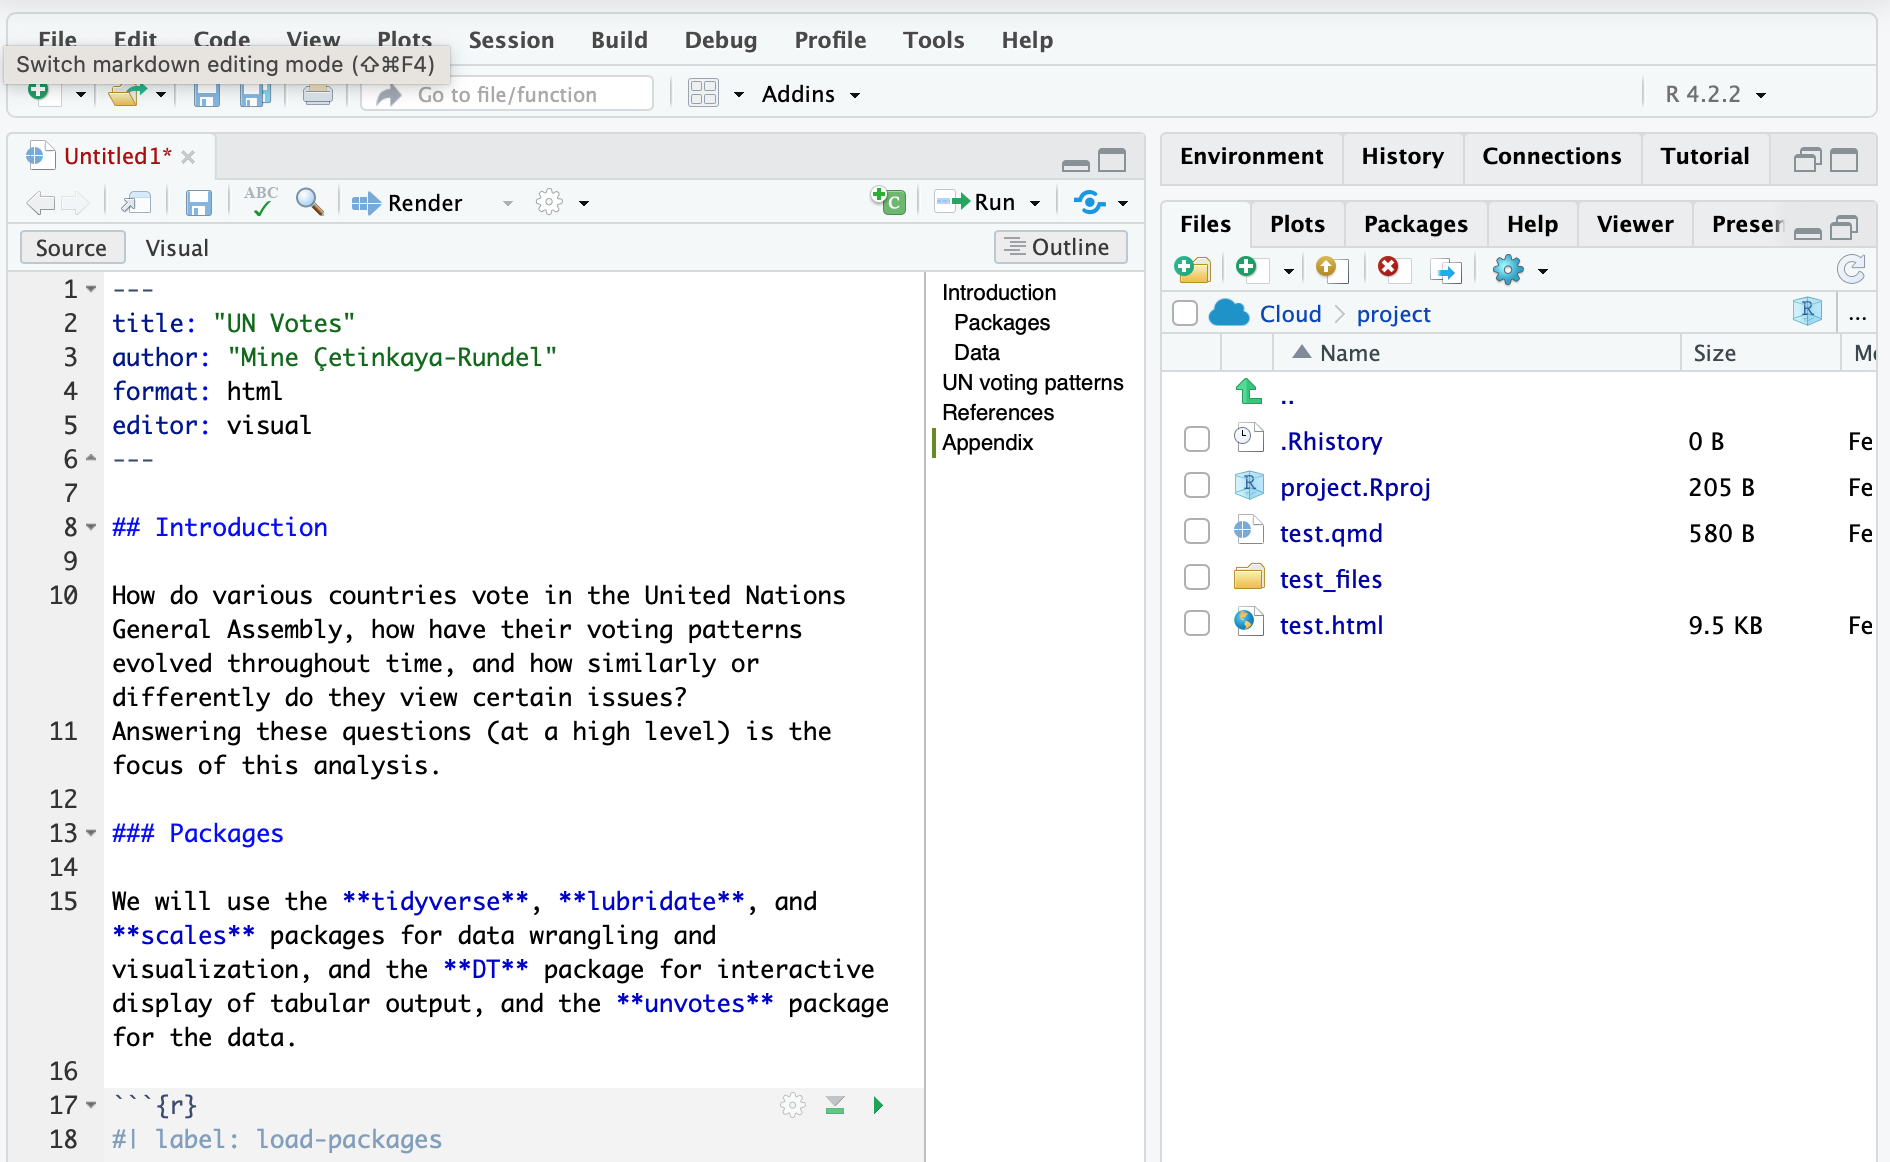 File Edit Code View Plots Session Build Debug Profile Tools Help
Switch markdown editing mode (⇧⌘F4)
Go to file/function
Addins
R 4.2.2
Untitled1*
ABC
Render
C
Run
Source
Visual
Outline
1 ---
2 title: "UN Votes"
3 author: "Mine Çetinkaya-Rundel"
4 format: html
5 editor: visual
6 ---
7
8 ## Introduction
9
10 How do various countries vote in the United Nations
General Assembly, how have their voting patterns
evolved throughout time, and how similarly or
differently do they view certain issues?
11 Answering these questions (at a high level) is the
focus of this analysis.
12
13 ### Packages
14
15 We will use the **tidyverse**, **lubridate**, and
**scales** packages for data wrangling and
visualization, and the **DT** package for interactive
display of tabular output, and the **unvotes** package
for the data.
16
17 ```{r}
18 #| label: load-packages
Introduction
Packages
Data
UN voting patterns
References
Appendix
Environment History Connections Tutorial
Files Plots Packages Help Viewer Presen
Cloud project
R
...
Name Size
..
.Rhistory 0 B Fe
project.Rproj 205 B Fe
test.qmd 580 B Fe
test_files
test.html 9.5 KB Fe